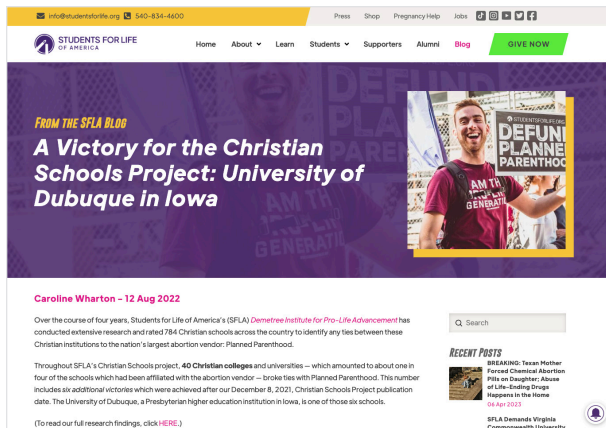 info@studentsforlife.org 540-834-4600
Press Shop Pregnancy Help Jobs
STUDENTS FOR LIFE
OF AMERICA
Home About Learn Students Supporters Alumni Blog
GIVE NOW
FROM THE SFLA BLOG
A Victory for the Christian
Schools Project: University of
Dubuque in Iowa
STUDENTSFORLIFE.ORG
DEFUND
PLANNED
PARENTHOOD
I AM THE
PRO-LIFE
GENERATION
Caroline Wharton – 12 Aug 2022
Over the course of four years, Students for Life of America's (SFLA) Demetree Institute for Pro-Life Advancement has
conducted extensive research and rated 784 Christian schools across the country to identify any ties between these
Christian institutions to the nation's largest abortion vendor: Planned Parenthood.
Throughout SFLA's Christian Schools project, 40 Christian colleges and universities — which amounted to about one in
four of the schools which had been affiliated with the abortion vendor — broke ties with Planned Parenthood. This number
includes six additional victories which were achieved after our December 8, 2021, Christian Schools Project publication
date. The University of Dubuque, a Presbyterian higher education institution in Iowa, is one of those six schools.
(To read our full research findings, click HERE.)
Search
RECENT POSTS
BREAKING: Texan Mother
Forced Chemical Abortion
Pills on Daughter; Abuse
of Life-Ending Drugs
Happens in the Home
06 Apr 2023
SFLA Demands Virginia
Commonwealth University